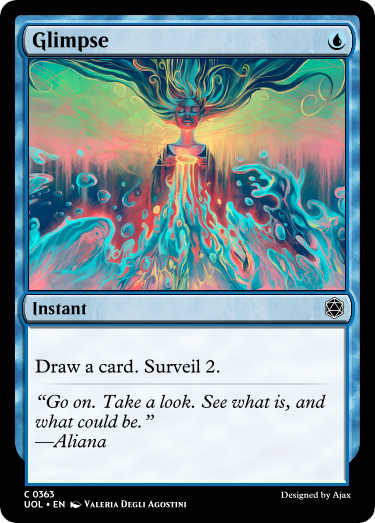 Glimpse
Instant
Draw a card. Surveil 2.
“Go on. Take a look. See what is, and
what could be.”
—Aliana
C 0363
UOL • EN Valeria Degli Agostini
Designed by Ajax